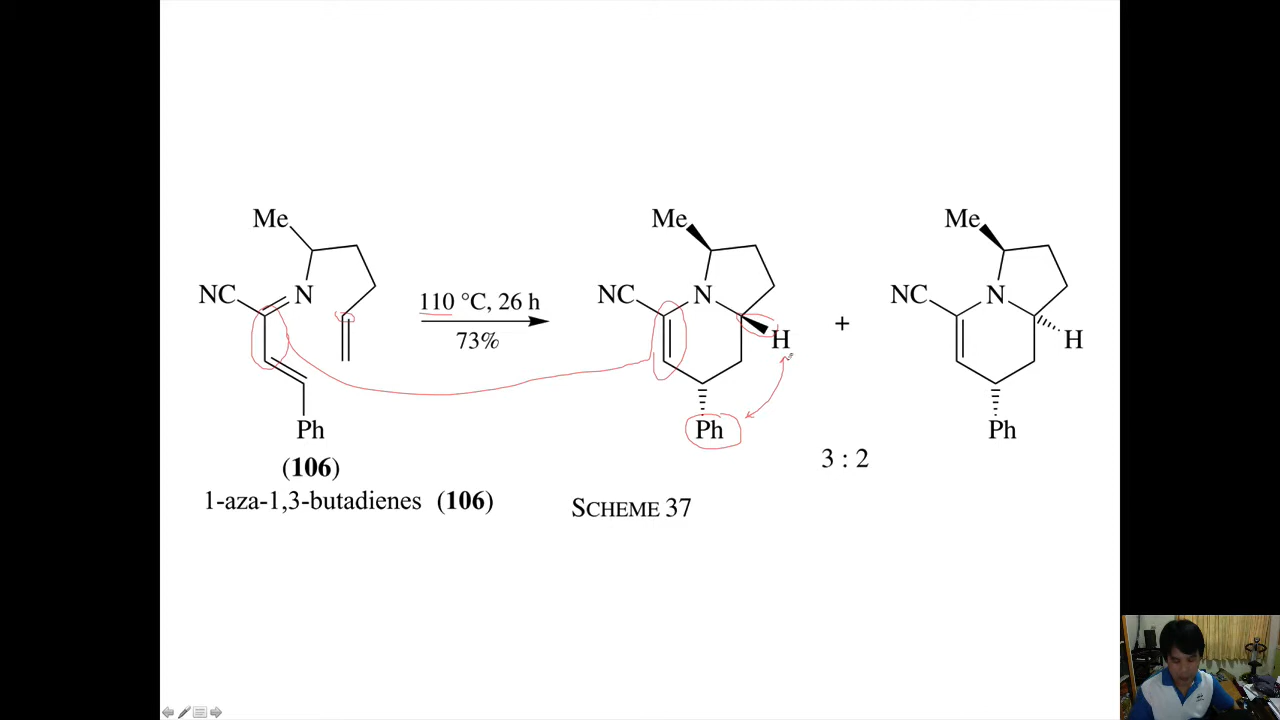 Me
NC
N
Ph
(106)
1-aza-1,3-butadienes (106)
110 °C, 26 h
73%
Me
NC
N
H
Ph
+
Me
NC
N
H
Ph
3 : 2
SCHEME 37